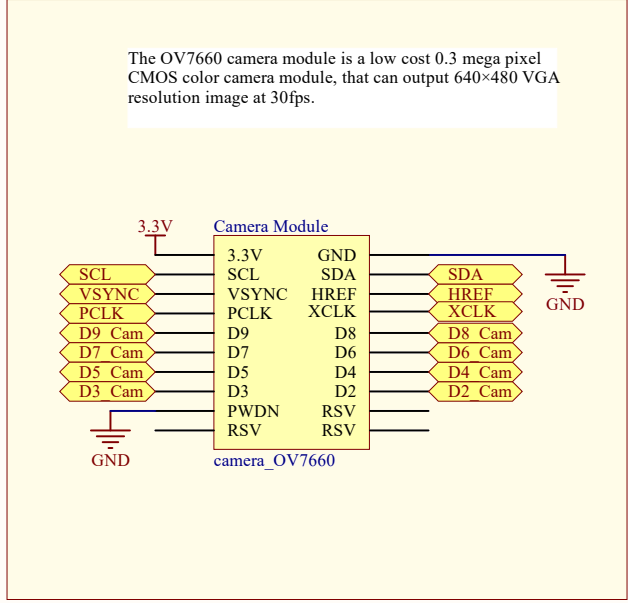 The OV7660 camera module is a low cost 0.3 mega pixel
CMOS color camera module, that can output 640×480 VGA
resolution image at 30fps.
3.3V
Camera Module
3.3V GND
SCL SCL SDA SDA
VSYNC VSYNC HREF HREF
PCLK PCLK XCLK XCLK
GND
D9_Cam D9 D8 D8_Cam
D7_Cam D7 D6 D6_Cam
D5_Cam D5 D4 D4_Cam
D3_Cam D3 D2 D2_Cam
PWDN RSV
RSV RSV
GND
camera_OV7660